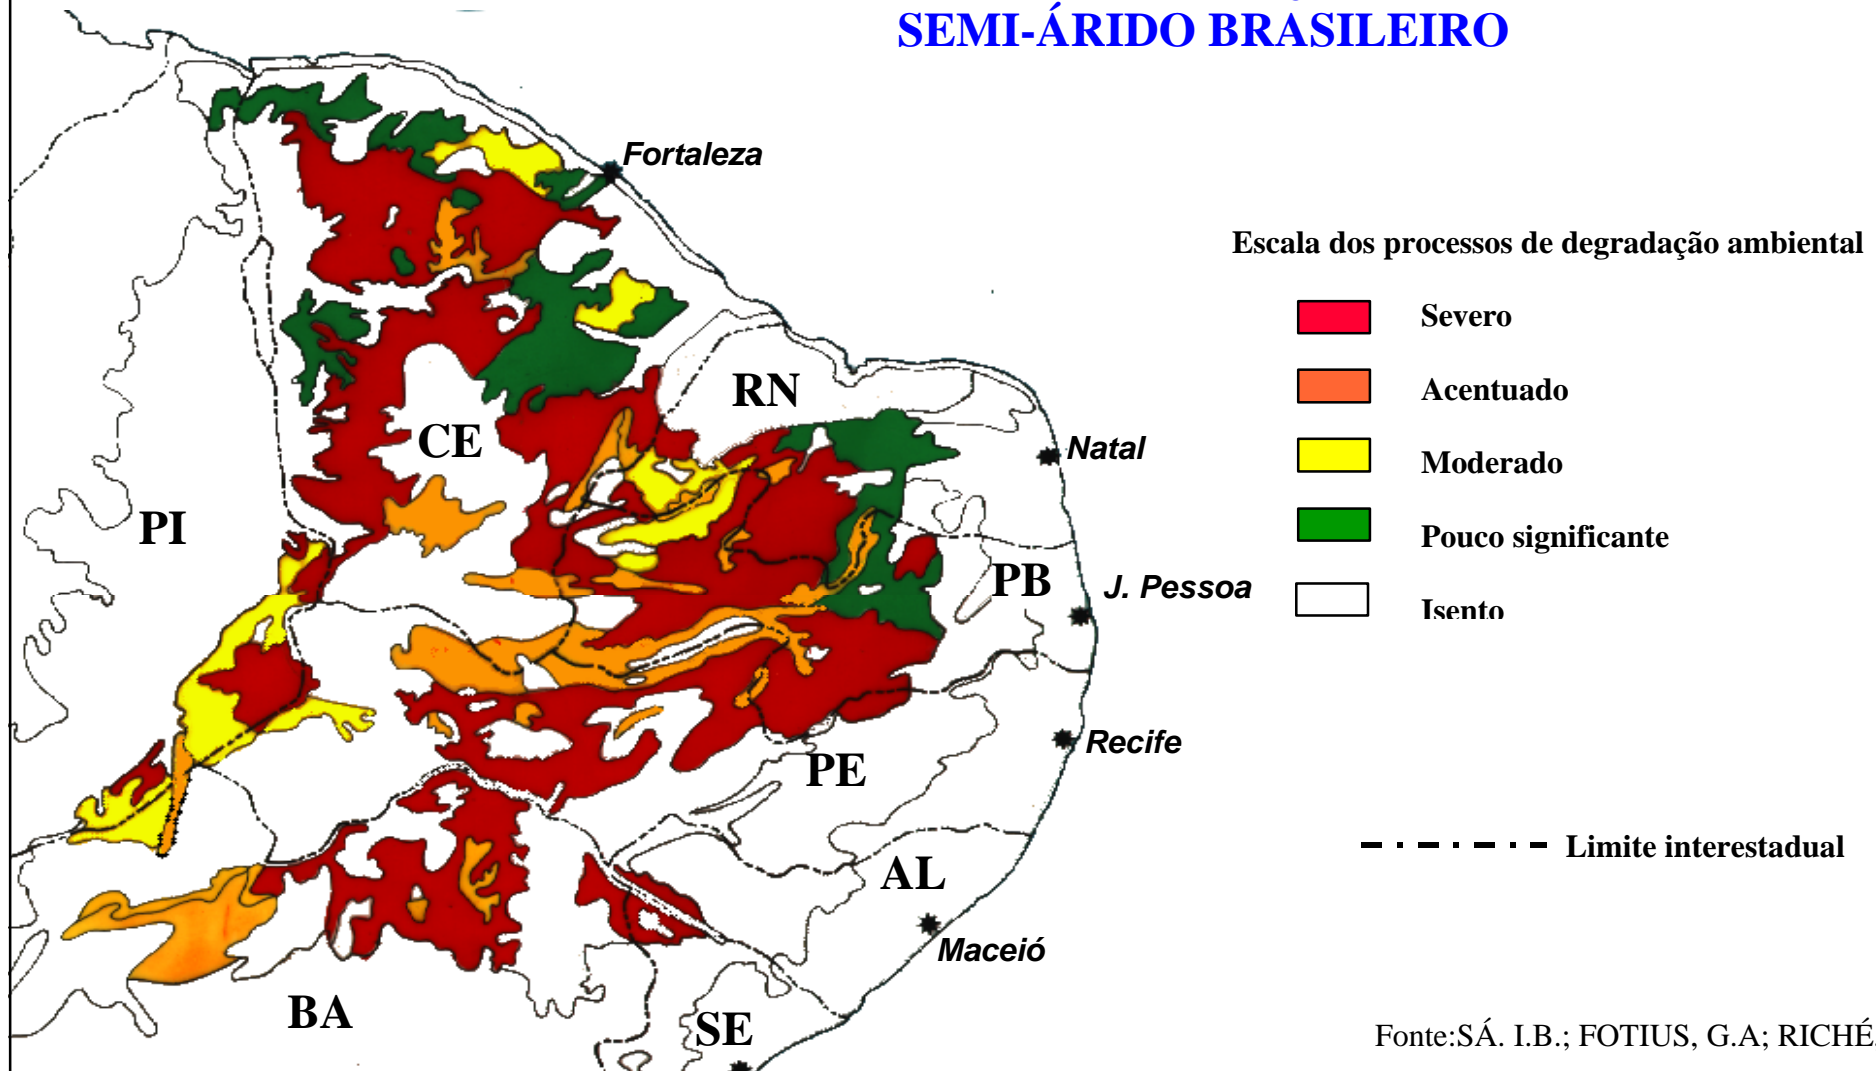 SEMI-ÁRIDO BRASILEIRO
Fortaleza
Escala dos processos de degradação ambiental
Severo
RN
Acentuado
CE
Natal
Moderado
PI
Pouco significante
PB
J. Pessoa
Isento
Recife
PE
Limite interestadual
AL
Maceió
BA
SE
Fonte:SÁ. I.B.; FOTIUS, G.A; RICHÉ